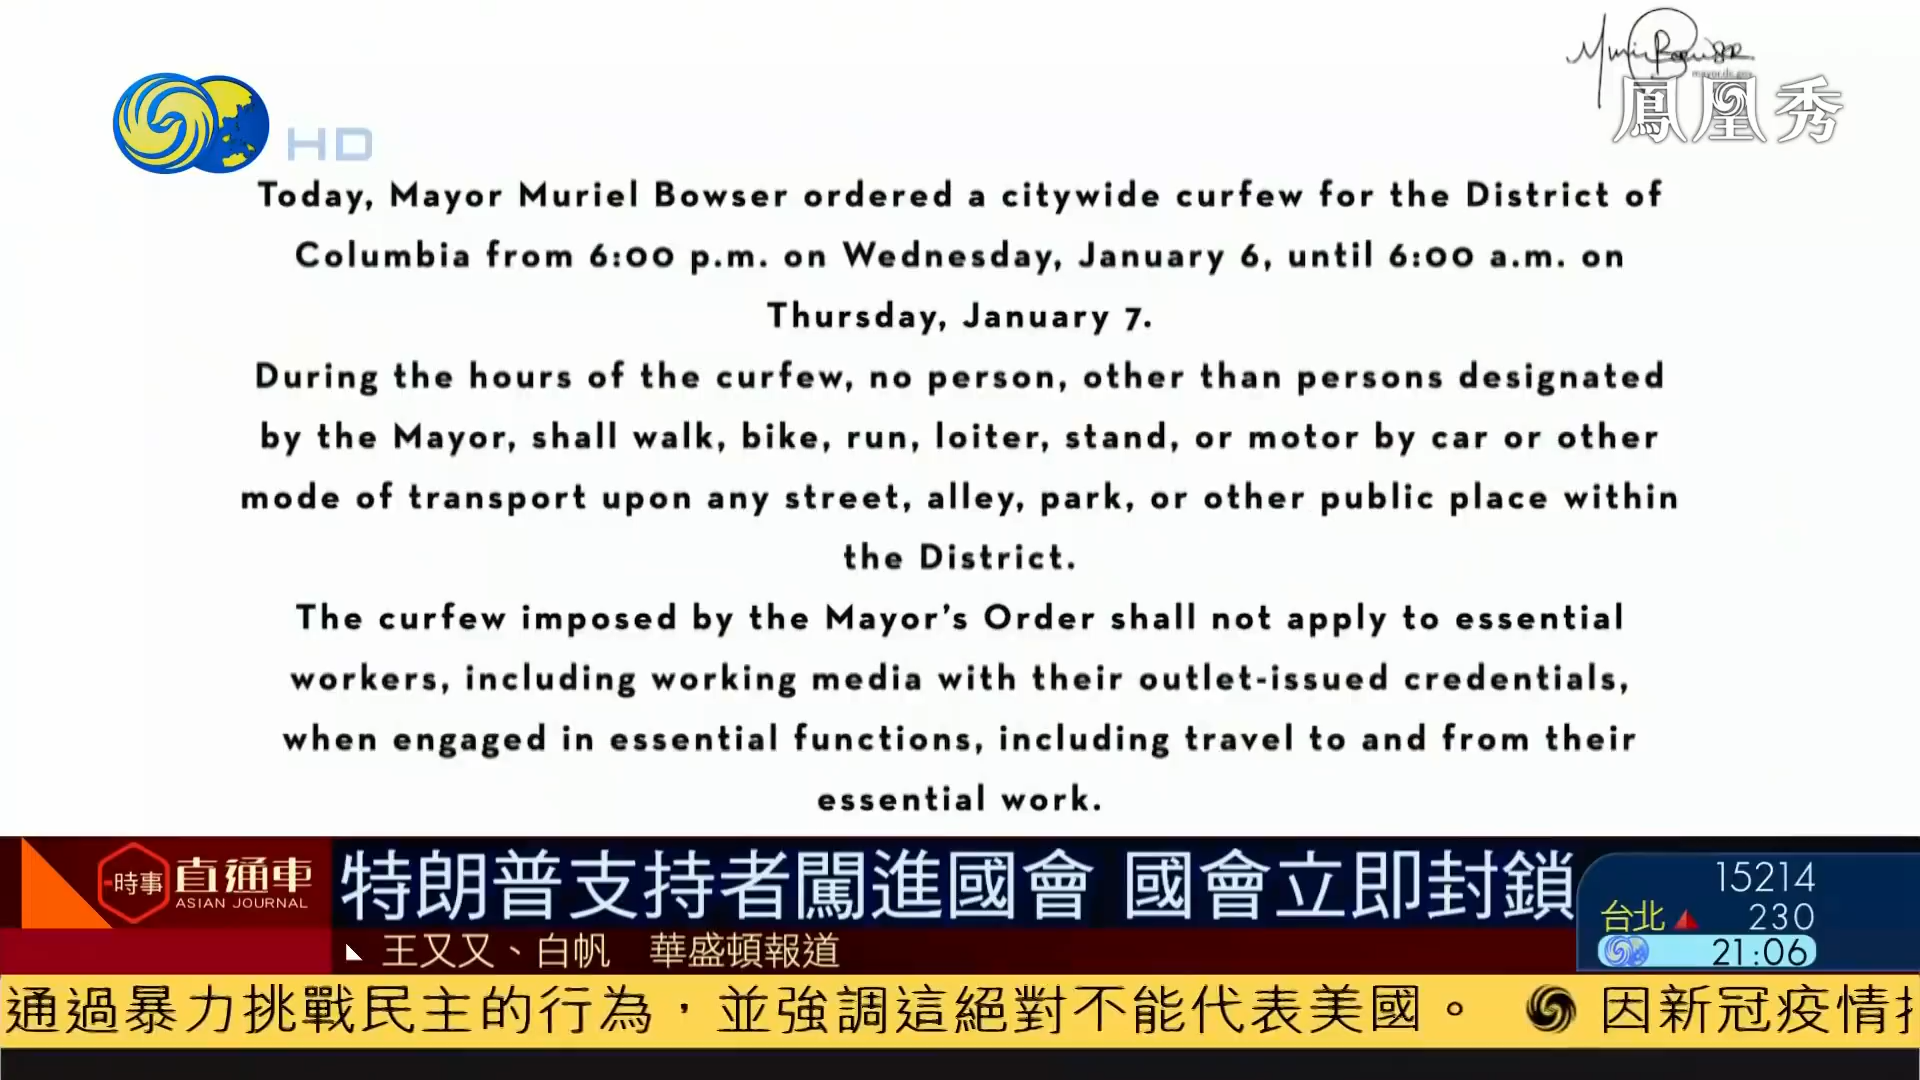 Muriel Bowser
鳳凰秀
HD
Today, Mayor Muriel Bowser ordered a citywide curfew for the District of
Columbia from 6:00 p.m. on Wednesday, January 6, until 6:00 a.m. on
Thursday, January 7.
During the hours of the curfew, no person, other than persons designated
by the Mayor, shall walk, bike, run, loiter, stand, or motor by car or other
mode of transport upon any street, alley, park, or other public place within
the District.
The curfew imposed by the Mayor's Order shall not apply to essential
workers, including working media with their outlet-issued credentials,
when engaged in essential functions, including travel to and from their
essential work.
時事 直通車
ASIAN JOURNAL
特朗普支持者闖進國會 國會立即封鎖
王又又、白帆 華盛頓報道
15214
台北 230
21:06
通過暴力挑戰民主的行為，並強調這絕對不能代表美國。 因新冠疫情